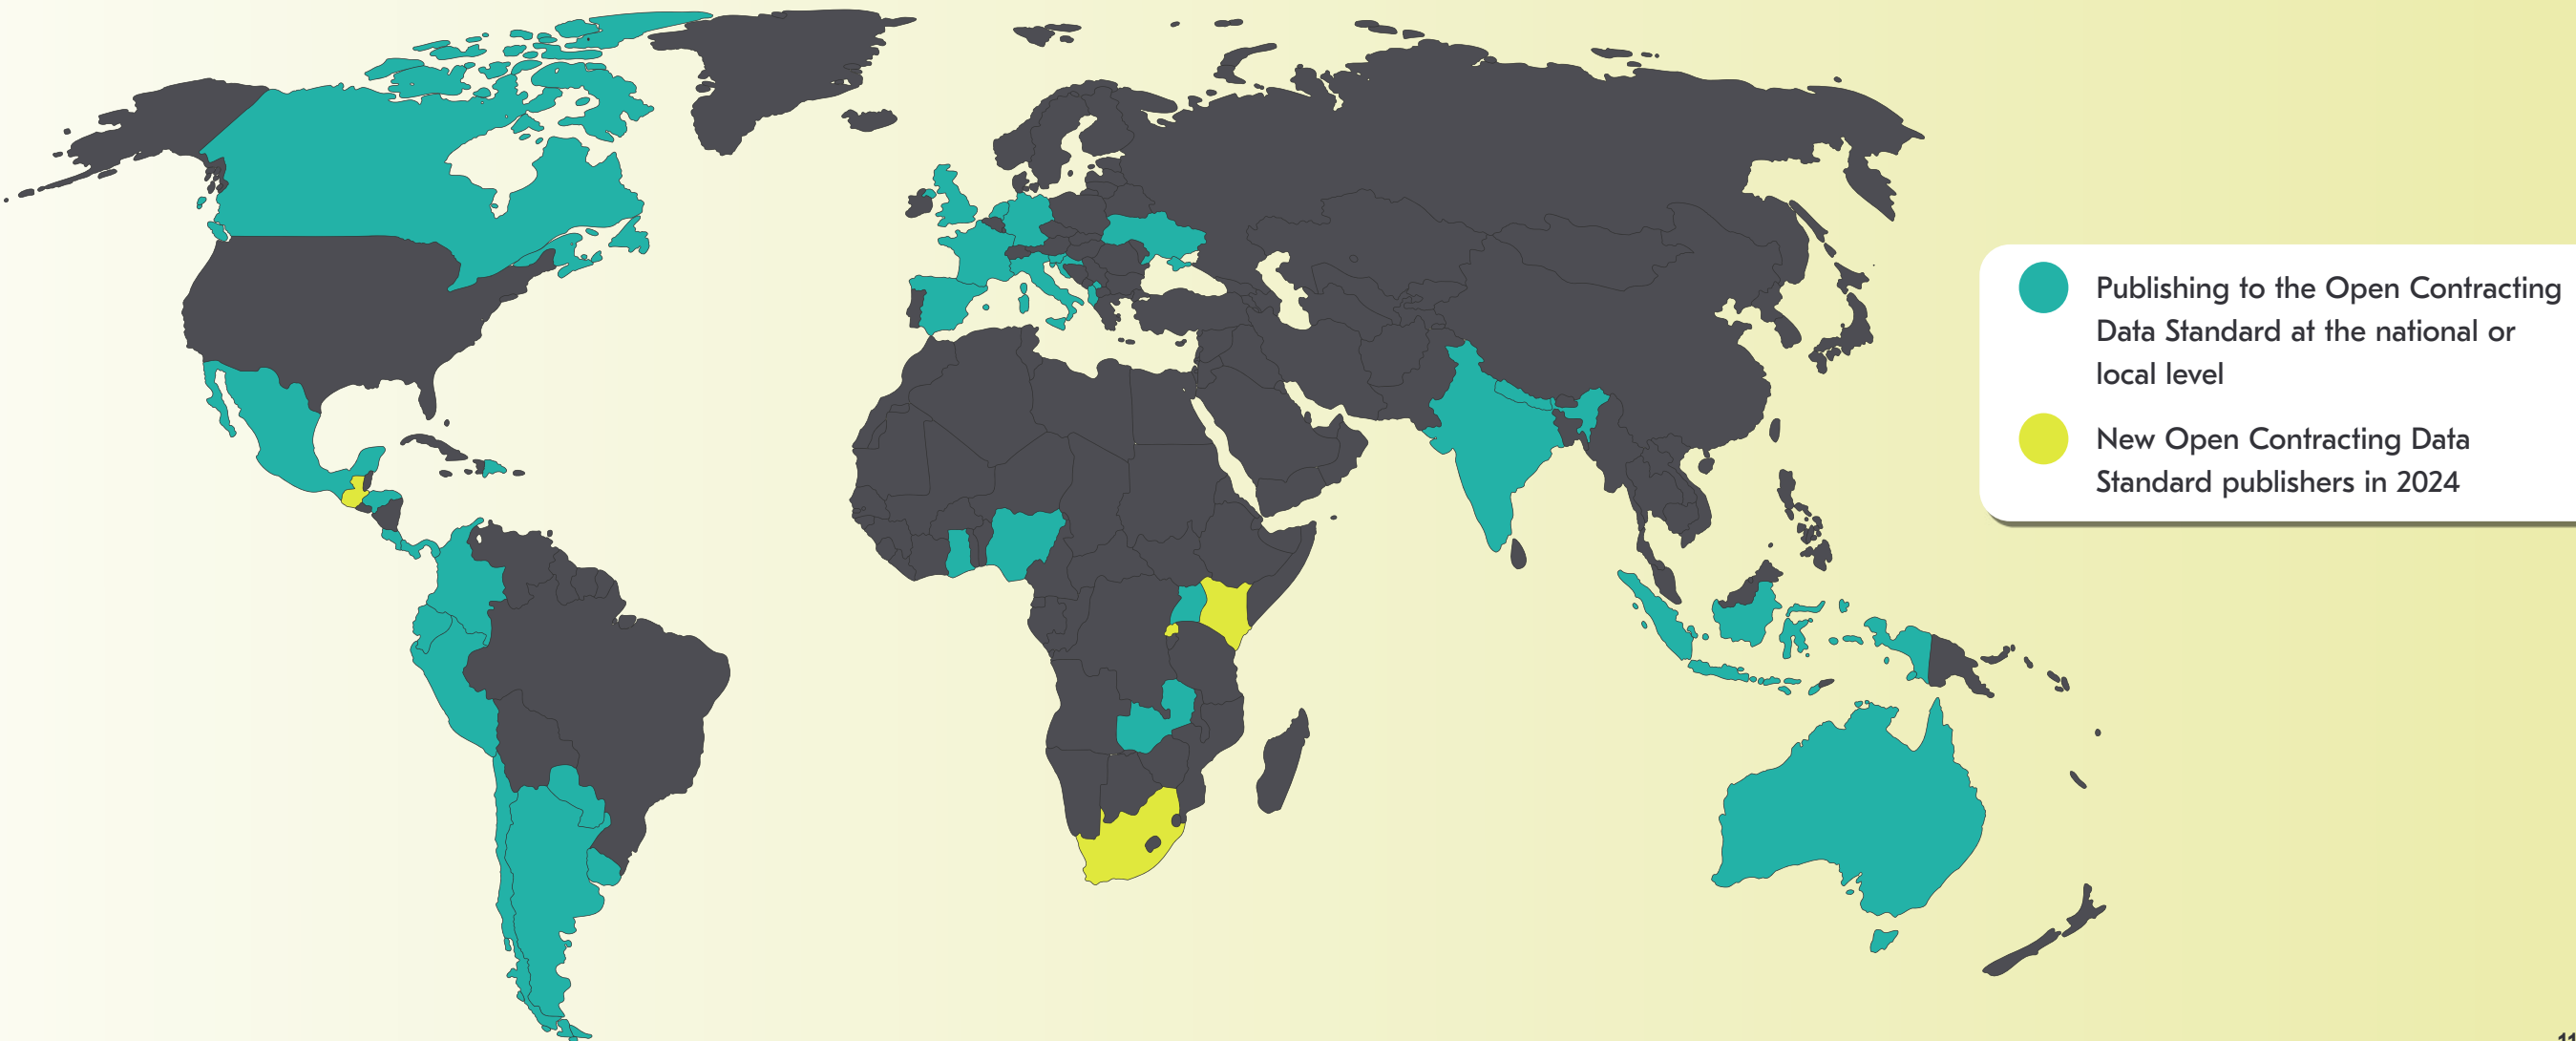 Publishing to the Open Contracting
Data Standard at the national or
local level
New Open Contracting Data
Standard publishers in 2024
11